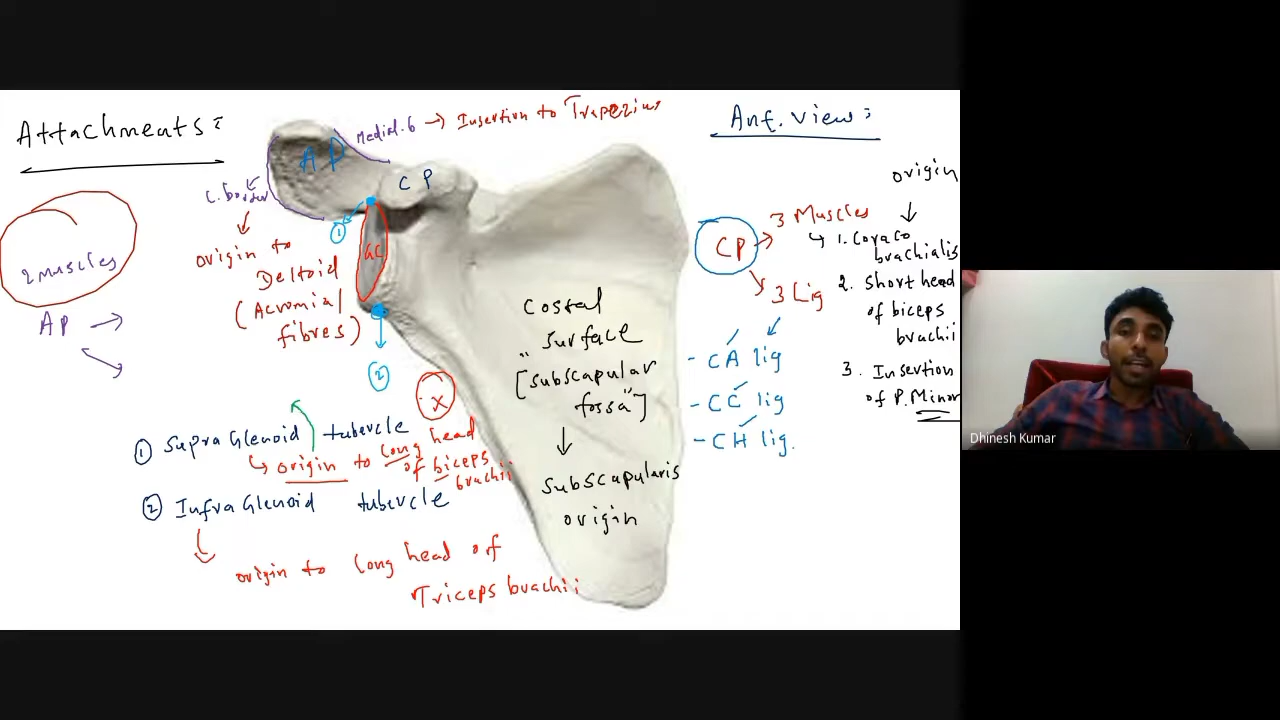 Attachments :
Medial.b → Insertion to Trapezius
Ant. View :
AP
CP
L. border
GC
①
②
origin to
Deltoid
(Acromial
fibres)
2 muscles
AP
Costal
surface
"
[subscapular
fossa"]
subscapularis
origin
X
① Supra Glenoid tubercle
origin to long head
of biceps
brachii
② Infra Glenoid tubercle
origin to long head of
Triceps brachii
origin
CP
3 Muscles
1. Coraco
brachialis
2. Short head
of biceps
brachii
3. Insertion
of P. Minor
3 Lig
- CA lig
- CC lig
- CH lig.
Dhinesh Kumar